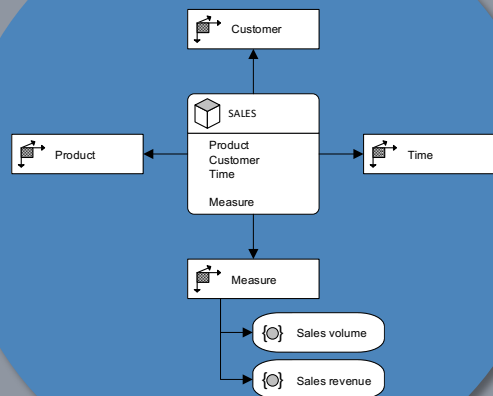 Customer
SALES
Product
Customer
Time
Measure
Product
Time
Measure
{ } Sales volume
{ } Sales revenue